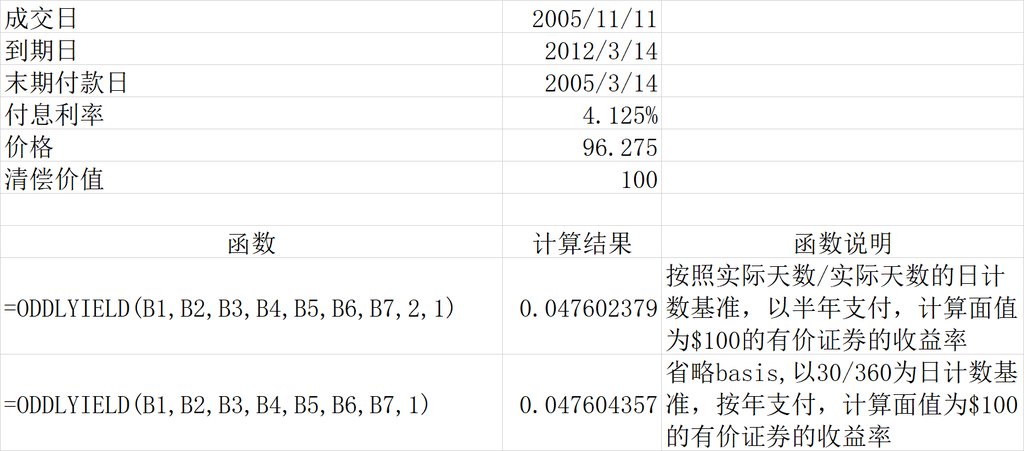 成交日 2005/11/11
到期日 2012/3/14
末期付款日 2005/3/14
付息利率 4.125%
价格 96.275
清偿价值 100
函数 计算结果 函数说明
=ODDLYIELD(B1,B2,B3,B4,B5,B6,B7,2,1) 0.047602379
按照实际天数/实际天数的日计
数基准，以半年支付，计算面值
为$100的有价证券的收益率
=ODDLYIELD(B1,B2,B3,B4,B5,B6,B7,1) 0.047604357
省略basis,以30/360为日计数基
准，按年支付，计算面值为$100
的有价证券的收益率